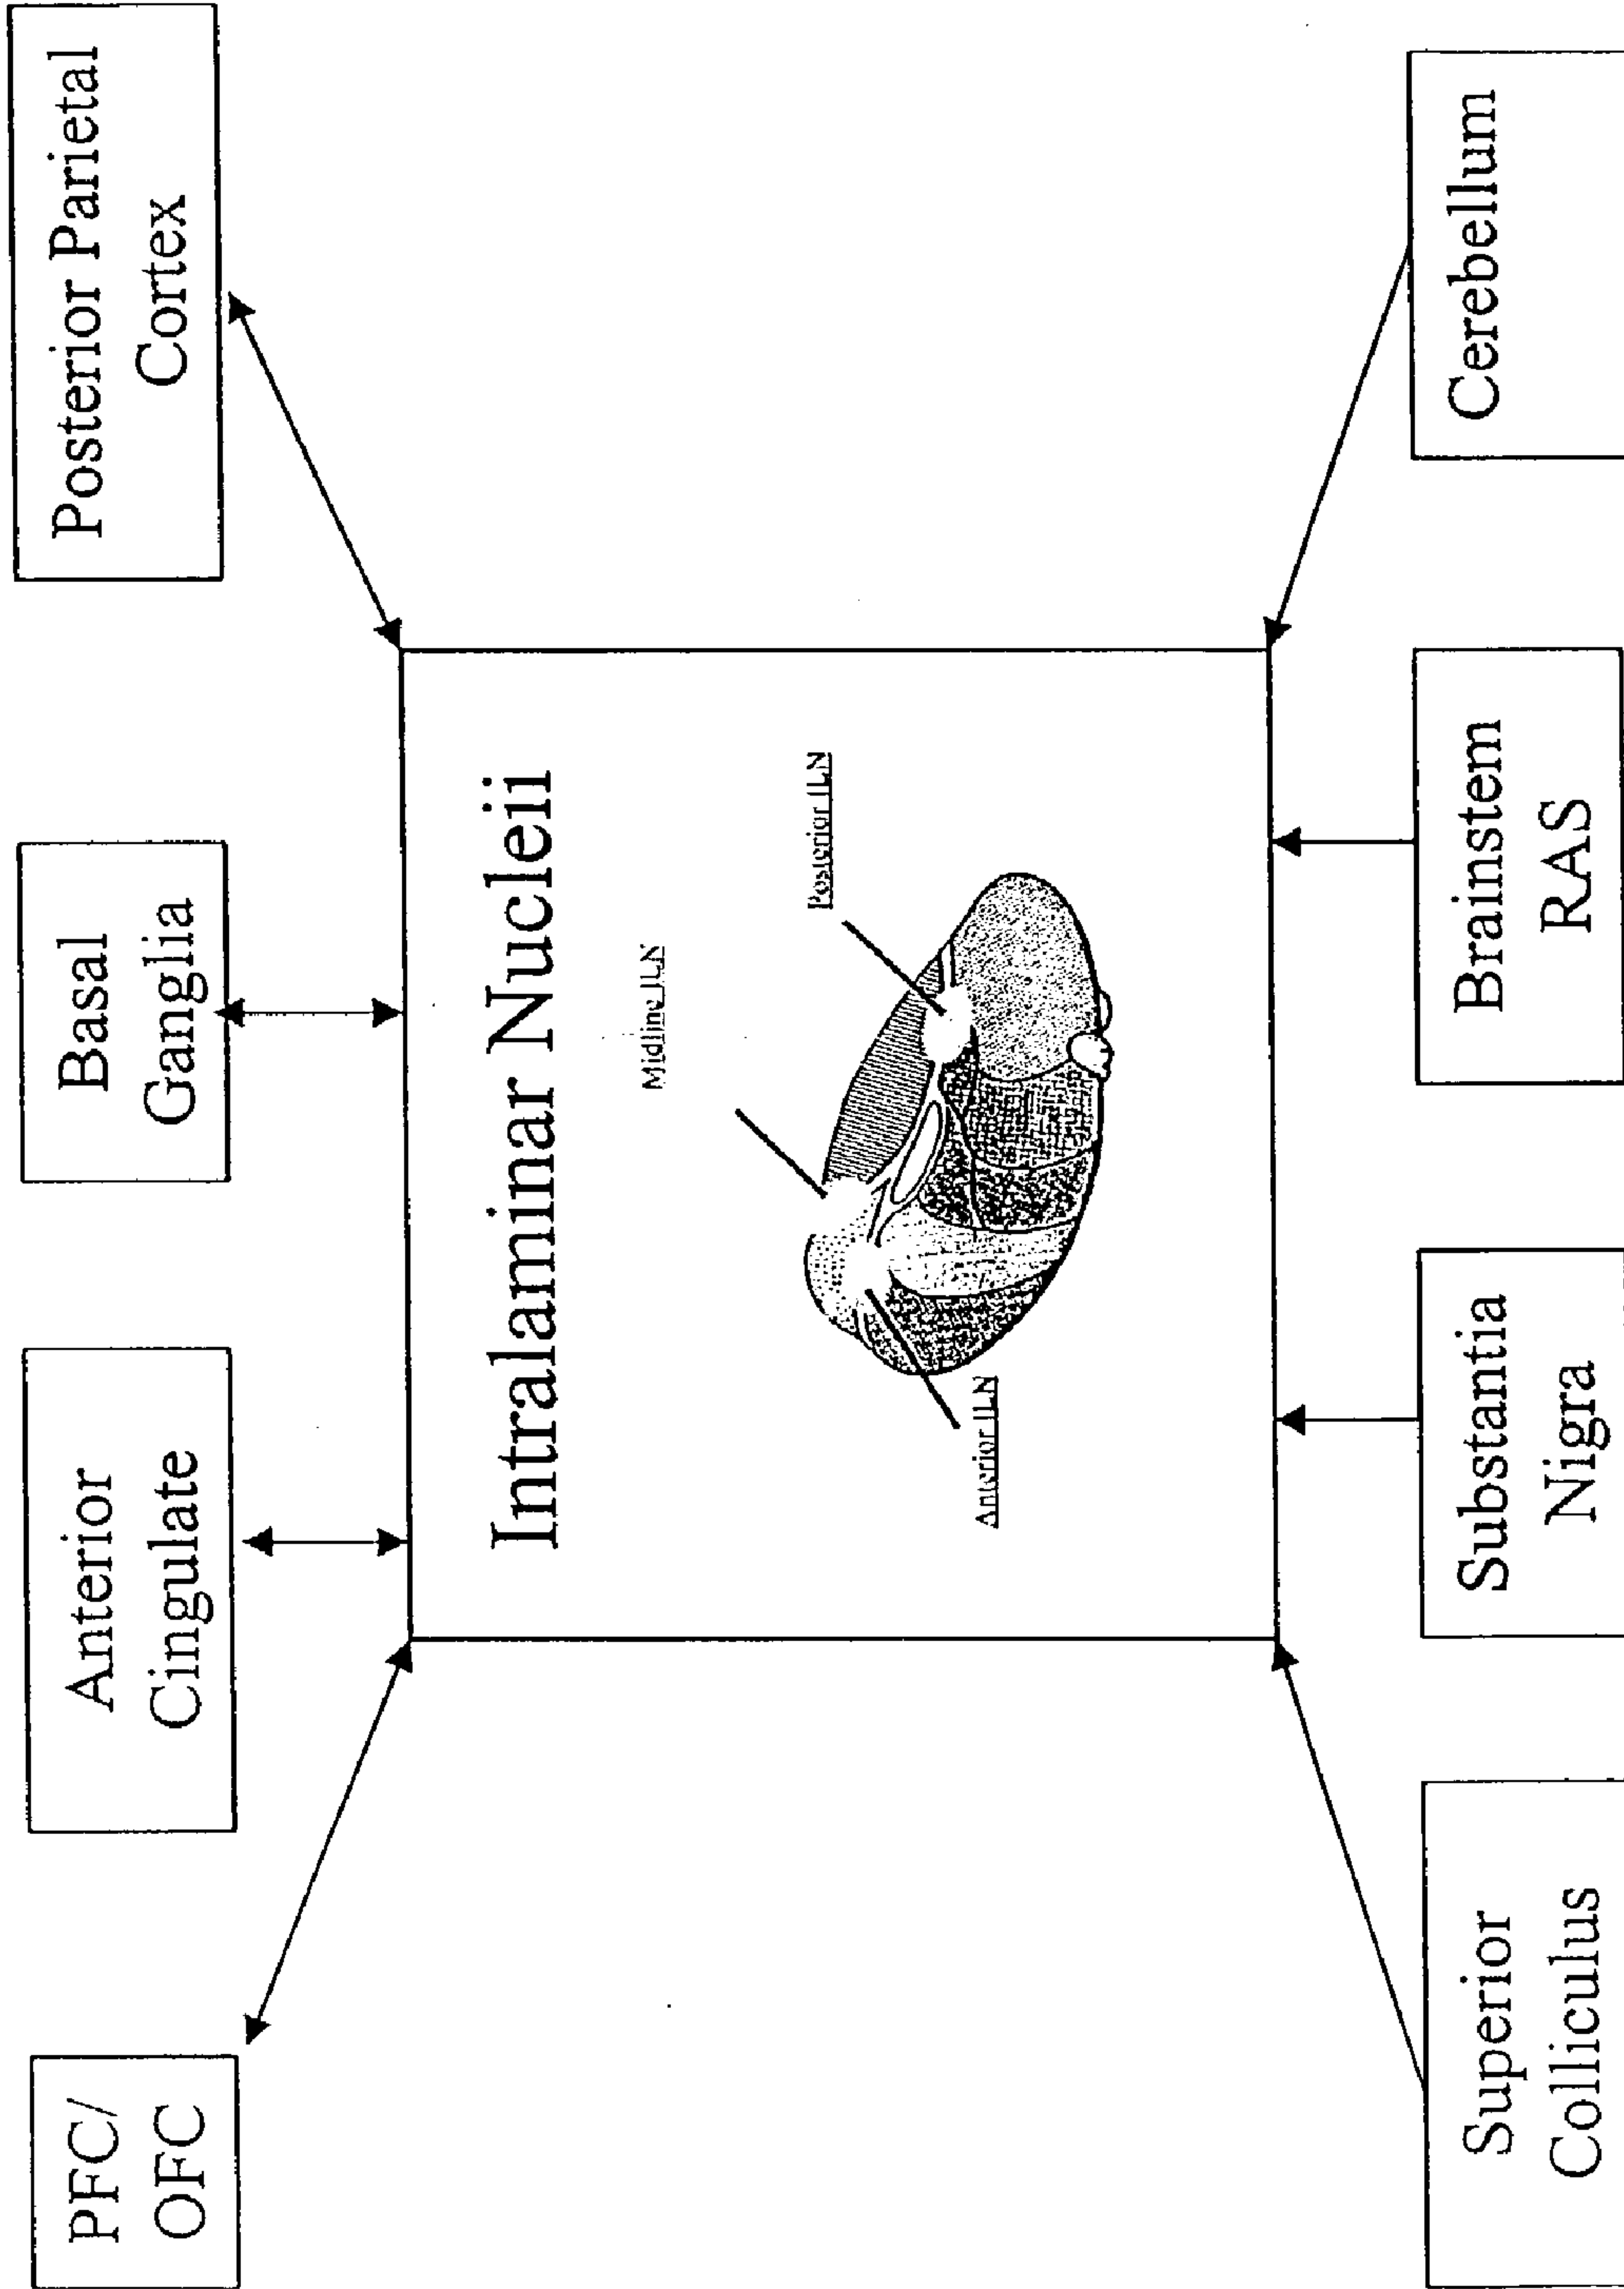 PFC/
OFC
Anterior
Cingulate
Basal
Ganglia
Posterior Parietal
Cortex
Intralaminar Nucleii
Midline ILN
Posterior ILN
Anterior ILN
Superior
Colliculus
Substantia
Nigra
Brainstem
RAS
Cerebellum